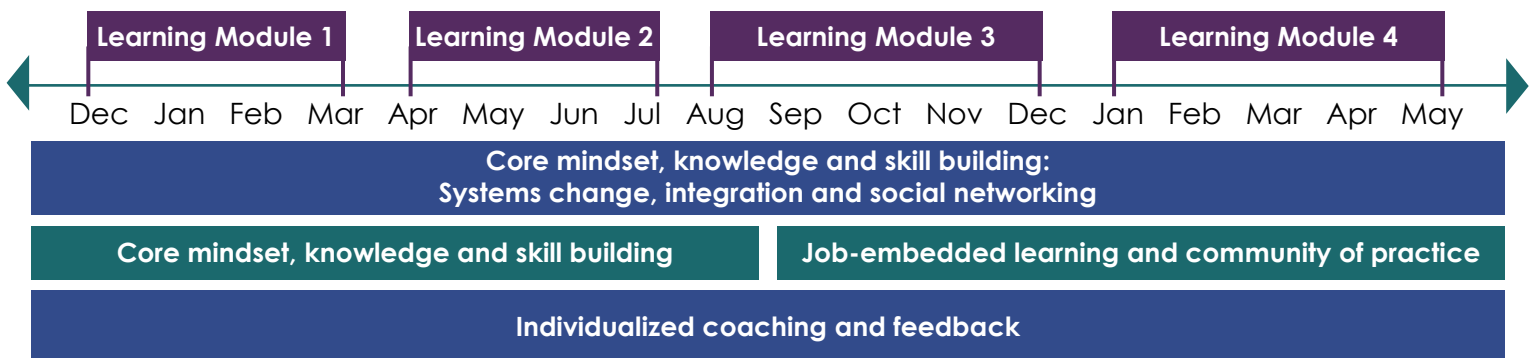 Learning Module 1 Learning Module 2 Learning Module 3 Learning Module 4
Dec Jan Feb Mar Apr May Jun Jul Aug Sep Oct Nov Dec Jan Feb Mar Apr May
Core mindset, knowledge and skill building:
Systems change, integration and social networking
Core mindset, knowledge and skill building
Job-embedded learning and community of practice
Individualized coaching and feedback